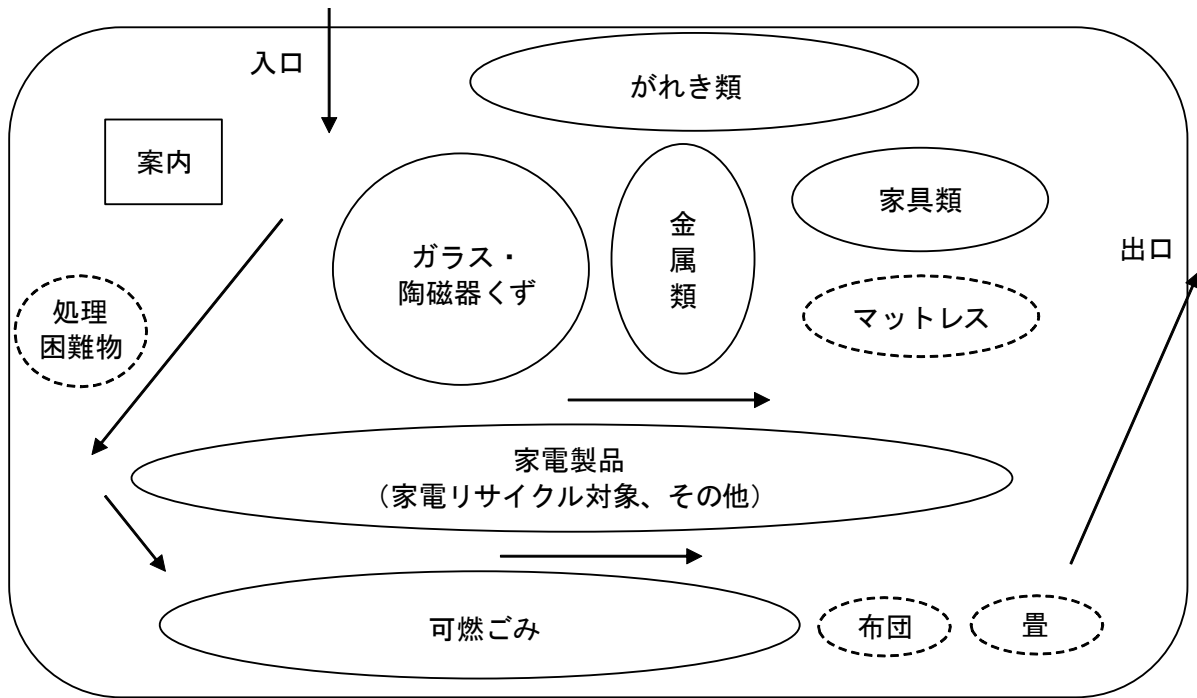 入口
がれき類
案内
家具類
金属類
ガラス・
陶磁器くず
出口
処理
困難物
マットレス
家電製品
（家電リサイクル対象、その他）
可燃ごみ
布団
畳